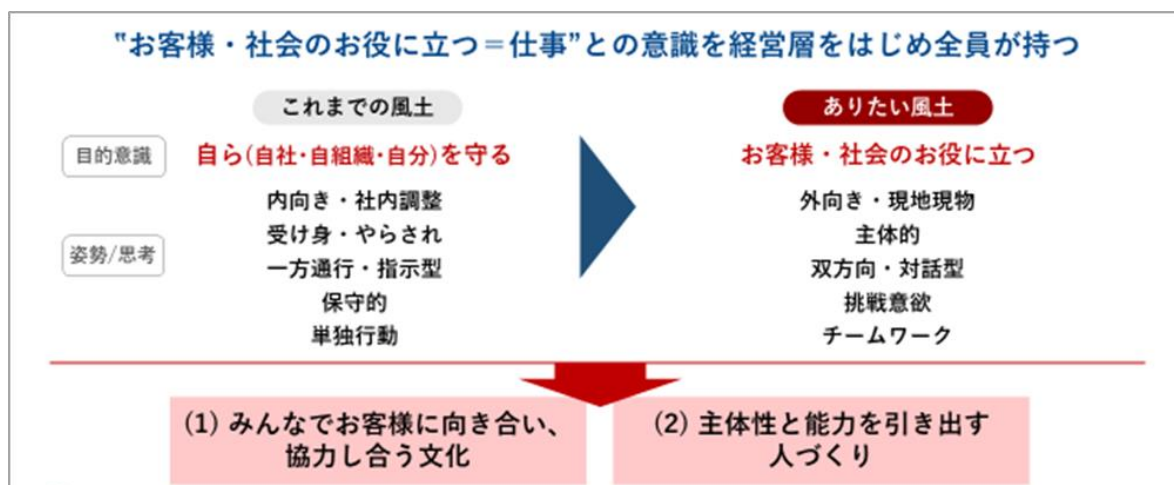 “お客様・社会のお役に立つ＝仕事”との意識を経営層をはじめ全員が持つ
これまでの風土
ありたい風土
目的意識
自ら(自社・自組織・自分)を守る
お客様・社会のお役に立つ
姿勢/思考
内向き・社内調整
受け身・やらされ
一方通行・指示型
保守的
単独行動
外向き・現地現物
主体的
双方向・対話型
挑戦意欲
チームワーク
(1) みんなでお客様に向き合い、
協力し合う文化
(2) 主体性と能力を引き出す
人づくり